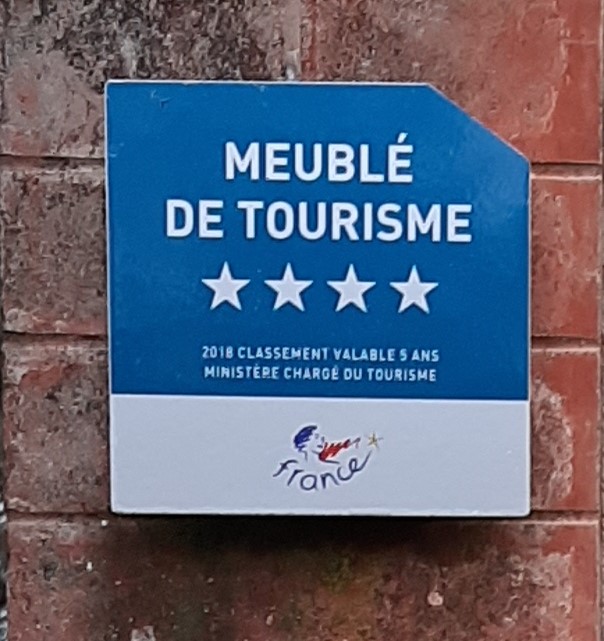 MEUBLÉ
DE TOURISME
2018 CLASSEMENT VALABLE 5 ANS
MINISTÈRE CHARGÉ DU TOURISME
france